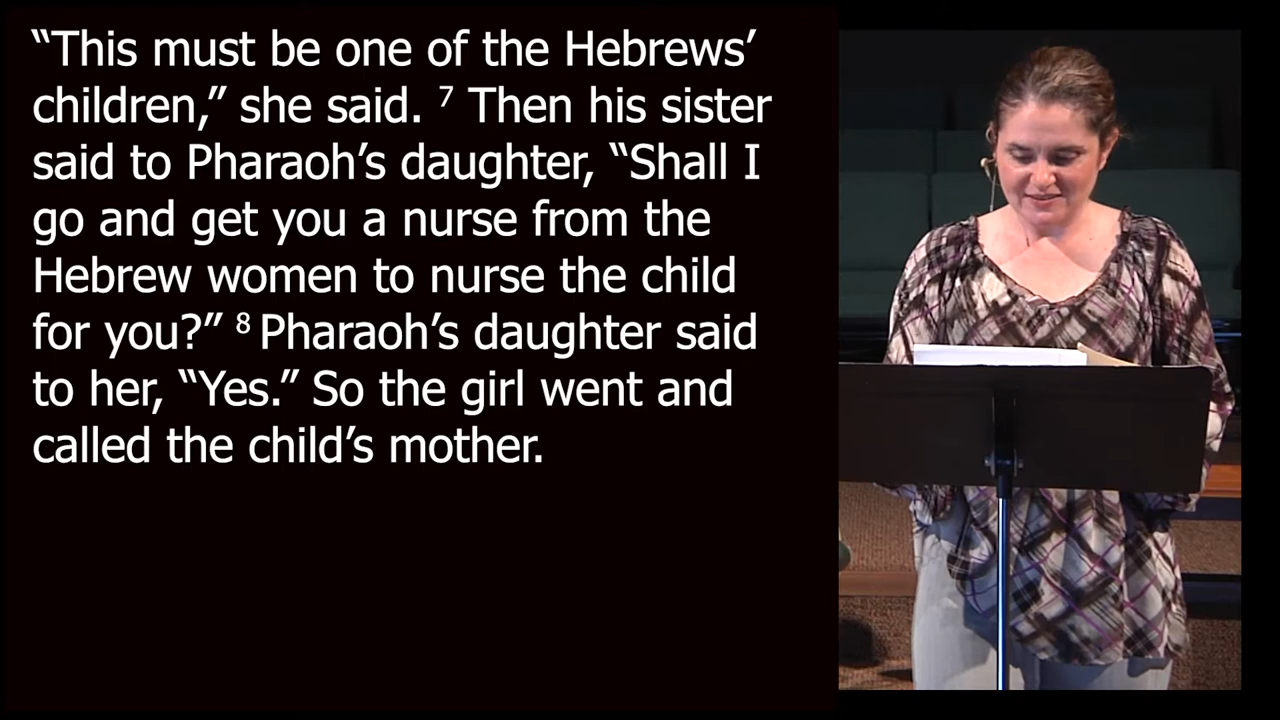 “This must be one of the Hebrews’
children,” she said. ⁷ Then his sister
said to Pharaoh’s daughter, “Shall I
go and get you a nurse from the
Hebrew women to nurse the child
for you?” ⁸ Pharaoh’s daughter said
to her, “Yes.” So the girl went and
called the child’s mother.